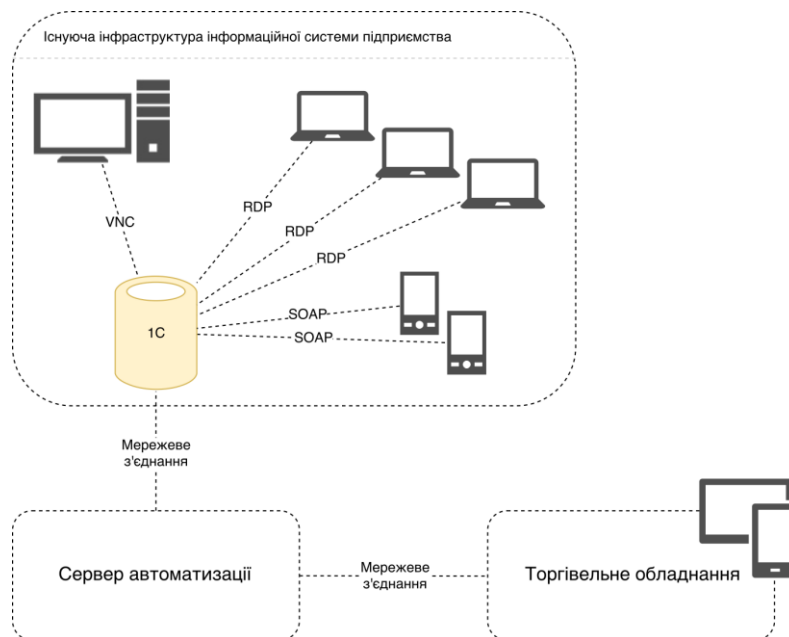 Існуюча інфраструктура інформаційної системи підприємства
VNC
RDP
RDP
RDP
1C
SOAP
SOAP
Мережеве
з'єднання
Сервер автоматизації
Мережеве
з'єднання
Торгівельне обладнання